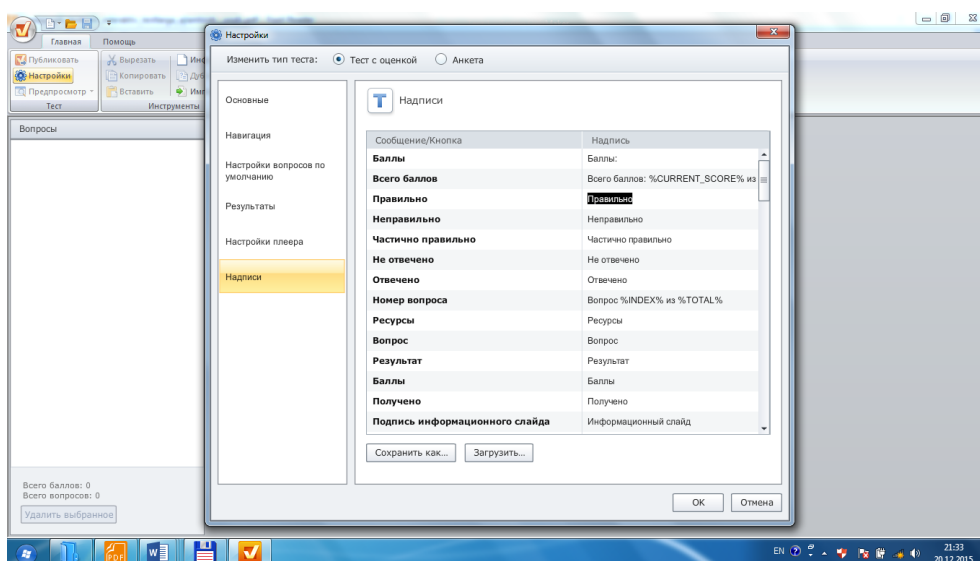 Главная Помощь
Публиковать
Настройки
Предпросмотр
Тест
Вырезать
Копировать
Вставить
Инструменты
Вопросы
Всего баллов: 0
Всего вопросов: 0
Удалить выбранное
Настройки
Изменить тип теста: Тест с оценкой Анкета
Основные
Навигация
Настройки вопросов по
умолчанию
Результаты
Настройки плеера
Надписи
Надписи
Сообщение/Кнопка Надпись
Баллы Баллы:
Всего баллов Всего баллов: %CURRENT_SCORE% из
Правильно Правильно
Неправильно Неправильно
Частично правильно Частично правильно
Не отвечено Не отвечено
Отвечено Отвечено
Номер вопроса Вопрос %INDEX% из %TOTAL%
Ресурсы Ресурсы
Вопрос Вопрос
Результат Результат
Баллы Баллы
Получено Получено
Подпись информационного слайда Информационный слайд
Сохранить как... Загрузить...
OK Отмена
PDF
EN
21:33
20.12.2015